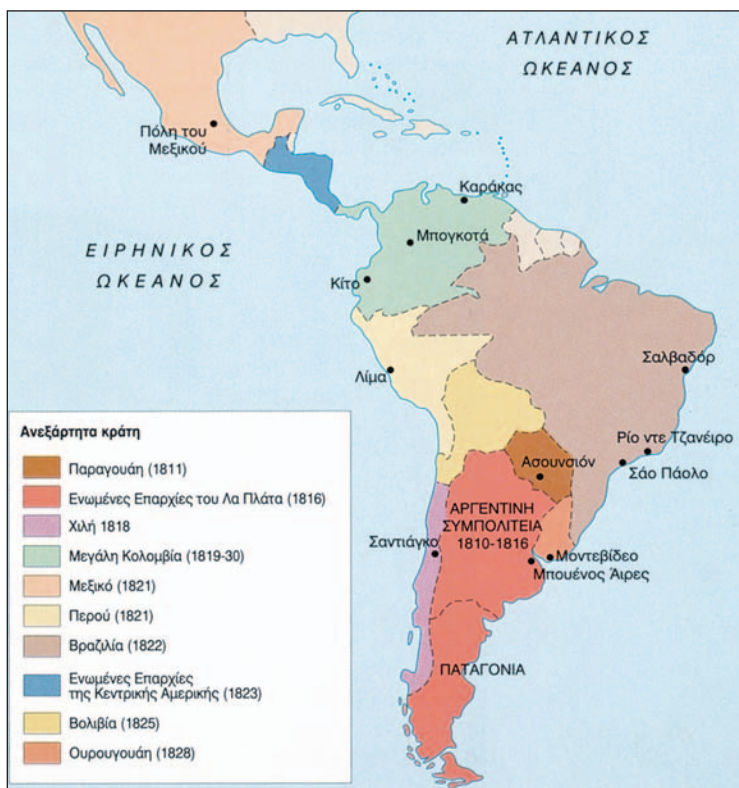 ΑΤΛΑΝΤΙΚΟΣ
ΩΚΕΑΝΟΣ
Πόλη του
Μεξικού
Καράκας
Μπογκοτά
ΕΙΡΗΝΙΚΟΣ
ΩΚΕΑΝΟΣ
Κίτο
Λίμα
Σαλβαδόρ
Ρίο ντε Τζανέιρο
Σάο Πάολο
Ασουνσιόν
ΑΡΓΕΝΤΙΝΗ
ΣΥΜΠΟΛΙΤΕΙΑ
1810-1816
Σαντιάγκο
Μοντεβίδεο
Μπουένος Άιρες
ΠΑΤΑΓΟΝΙΑ
Ανεξάρτητα κράτη
Παραγουάη (1811)
Ενωμένες Επαρχίες του Λα Πλάτα (1816)
Χιλή 1818
Μεγάλη Κολομβία (1819-30)
Μεξικό (1821)
Περού (1821)
Βραζιλία (1822)
Ενωμένες Επαρχίες
της Κεντρικής Αμερικής (1823)
Βολιβία (1825)
Ουρουγουάη (1828)